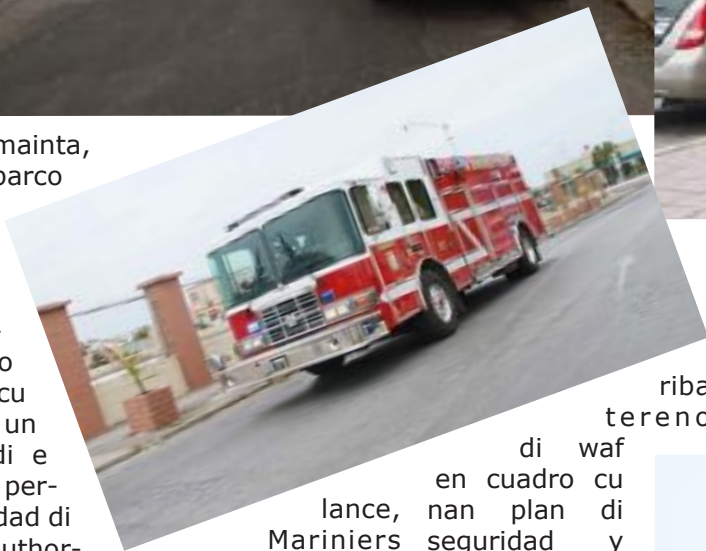 mainta,
barco
o
cu
un
di e
per-
dad di
uthor-
lance,
Mariniers
di waf
en cuadro cu
nan plan di
seguridad y
riba
tereno